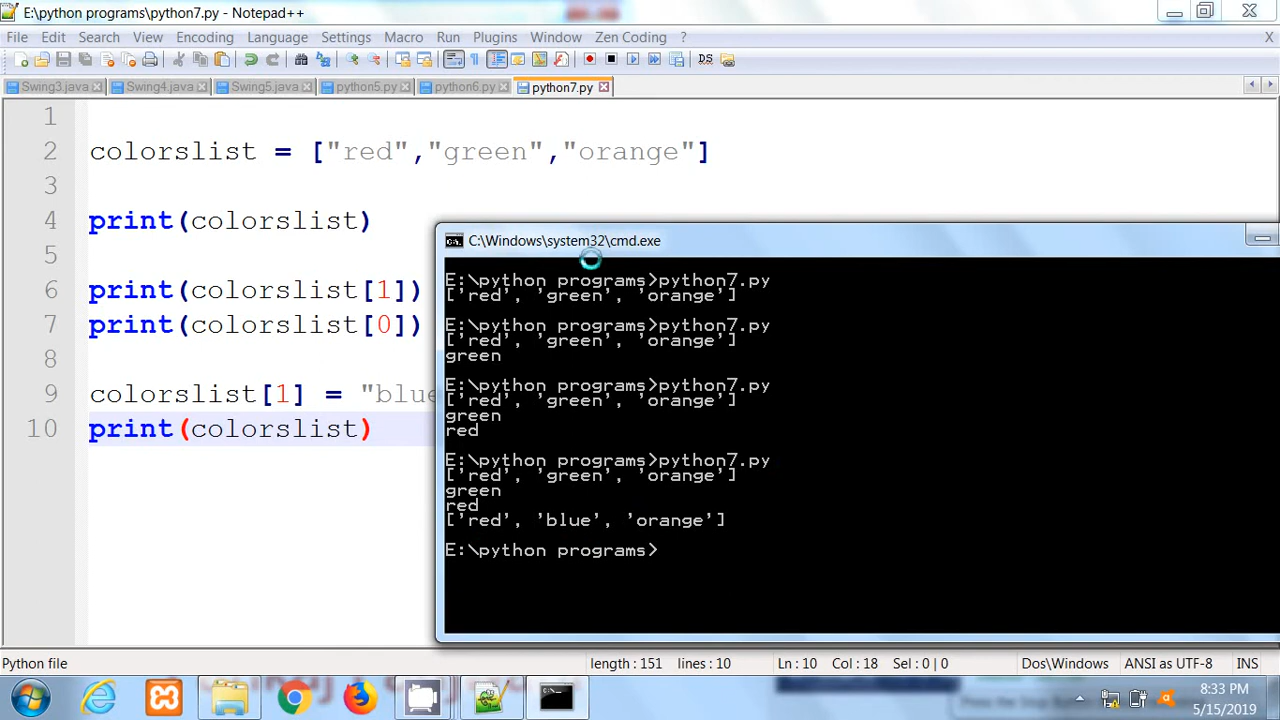 E:\python programs\python7.py - Notepad++
File Edit Search View Encoding Language Settings Macro Run Plugins Window Zen Coding ? X
Swing3.java Swing4.java Swing5.java python5.py python6.py python7.py
1
2 colorslist = ["red","green","orange"]
3
4 print(colorslist)
5
6 print(colorslist[1])
7 print(colorslist[0])
8
9 colorslist[1] = "blue
10 print(colorslist)
C:\Windows\system32\cmd.exe
E:\python programs>python7.py
['red', 'green', 'orange']
E:\python programs>python7.py
['red', 'green', 'orange']
green
E:\python programs>python7.py
['red', 'green', 'orange']
green
red
E:\python programs>python7.py
['red', 'green', 'orange']
green
red
['red', 'blue', 'orange']
E:\python programs>
Python file length : 151 lines : 10 Ln : 10 Col : 18 Sel : 0 | 0 Dos\Windows ANSI as UTF-8 INS
8:33 PM
5/15/2019